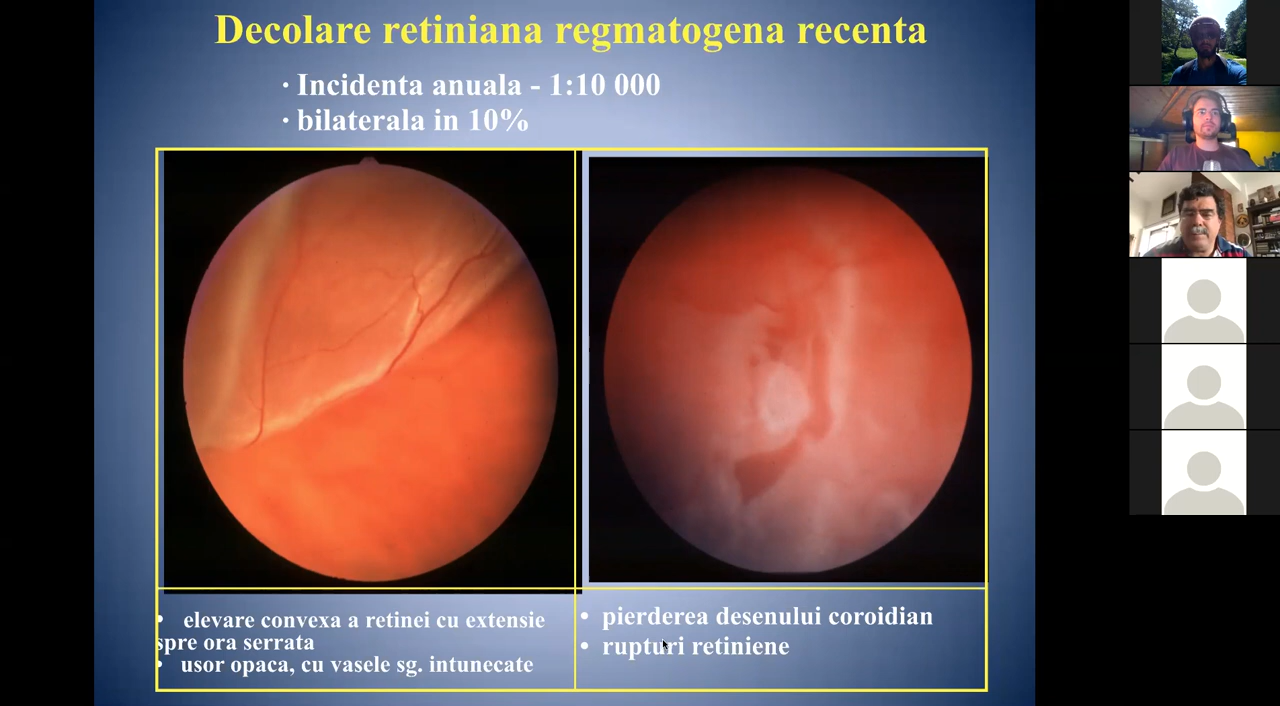 Decolare retiniana regmatogena recenta
· Incidenta anuala - 1:10 000
· bilaterala in 10%
• elevare convexa a retinei cu extensie
spre ora serrata
• usor opaca, cu vasele sg. intunecate
• pierderea desenului coroidian
• rupturi retiniene